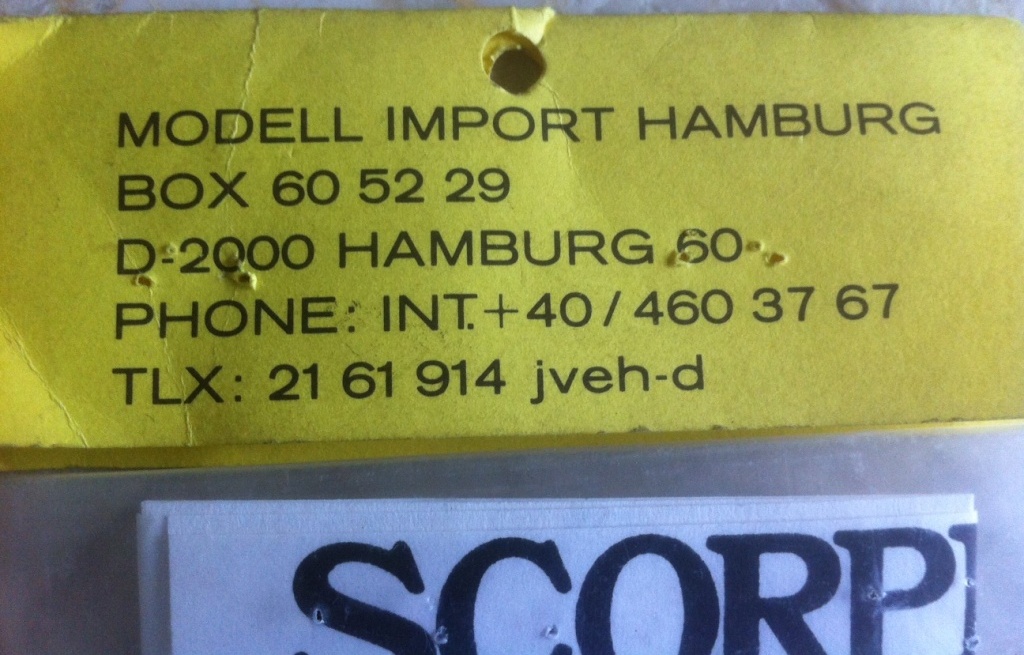 MODELL IMPORT HAMBURG
BOX 60 52 29
D-2000 HAMBURG 60
PHONE: INT.+40/460 37 67
TLX: 21 61 914 jveh-d
SCORPI